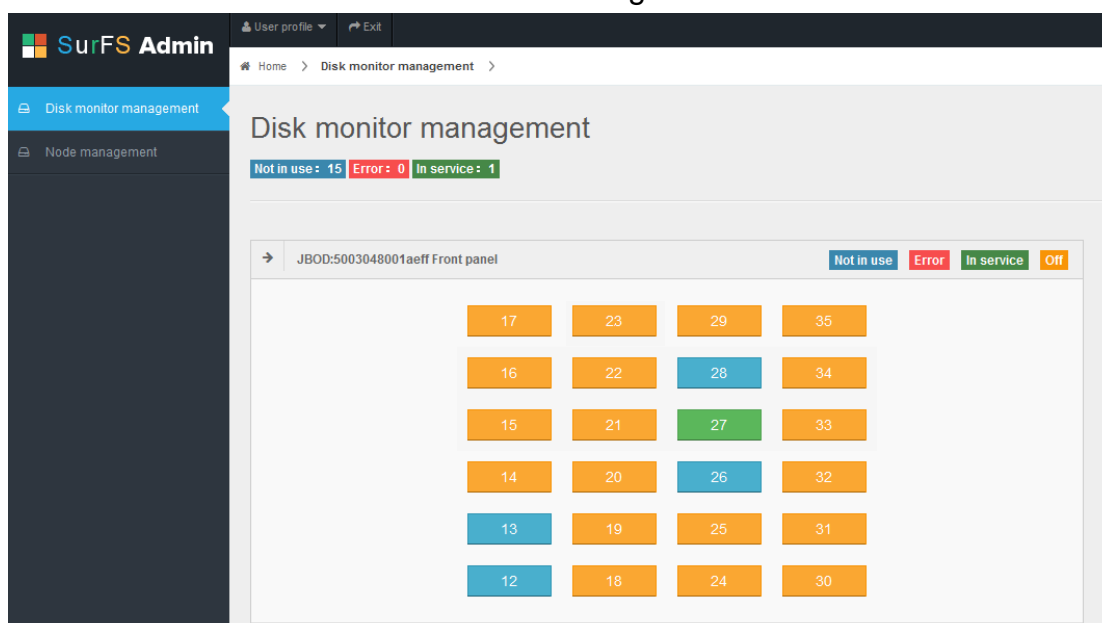 SurFS Admin
User profile
Exit
Home > Disk monitor management >
Disk monitor management
Node management
Disk monitor management
Not in use: 15 Error: 0 In service: 1
JBOD:5003048001aeff Front panel
Not in use Error In service Off
17 23 29 35
16 22 28 34
15 21 27 33
14 20 26 32
13 19 25 31
12 18 24 30